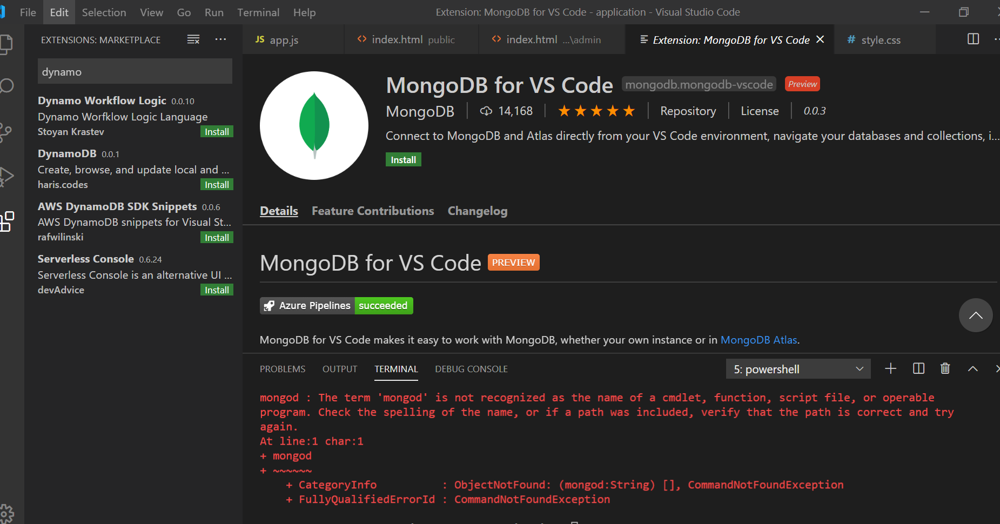 File Edit Selection View Go Run Terminal Help
Extension: MongoDB for VS Code - application - Visual Studio Code
EXTENSIONS: MARKETPLACE
JS app.js
index.html public
index.html ...\admin
Extension: MongoDB for VS Code
# style.css
dynamo
Dynamo Workflow Logic 0.0.10
Dynamo Worfklow Logic Language
Stoyan Krastev Install
DynamoDB 0.0.1
Create, browse, and update local and ...
haris.codes Install
AWS DynamoDB SDK Snippets 0.0.6
AWS DynamoDB snippets for Visual St...
rafwilinski Install
Serverless Console 0.6.24
Serverless Console is an alternative UI ...
devAdvice Install
MongoDB for VS Code mongodb.mongodb-vscode Preview
MongoDB 14,168 Repository License 0.0.3
Connect to MongoDB and Atlas directly from your VS Code environment, navigate your databases and collections, i...
Install
Details Feature Contributions Changelog
MongoDB for VS Code PREVIEW
Azure Pipelines succeeded
MongoDB for VS Code makes it easy to work with MongoDB, whether your own instance or in MongoDB Atlas.
PROBLEMS OUTPUT TERMINAL DEBUG CONSOLE 5: powershell
mongod : The term 'mongod' is not recognized as the name of a cmdlet, function, script file, or operable
program. Check the spelling of the name, or if a path was included, verify that the path is correct and try
again.
At line:1 char:1
+ mongod
+ ~~~~~~
+ CategoryInfo : ObjectNotFound: (mongod:String) [], CommandNotFoundException
+ FullyQualifiedErrorId : CommandNotFoundException